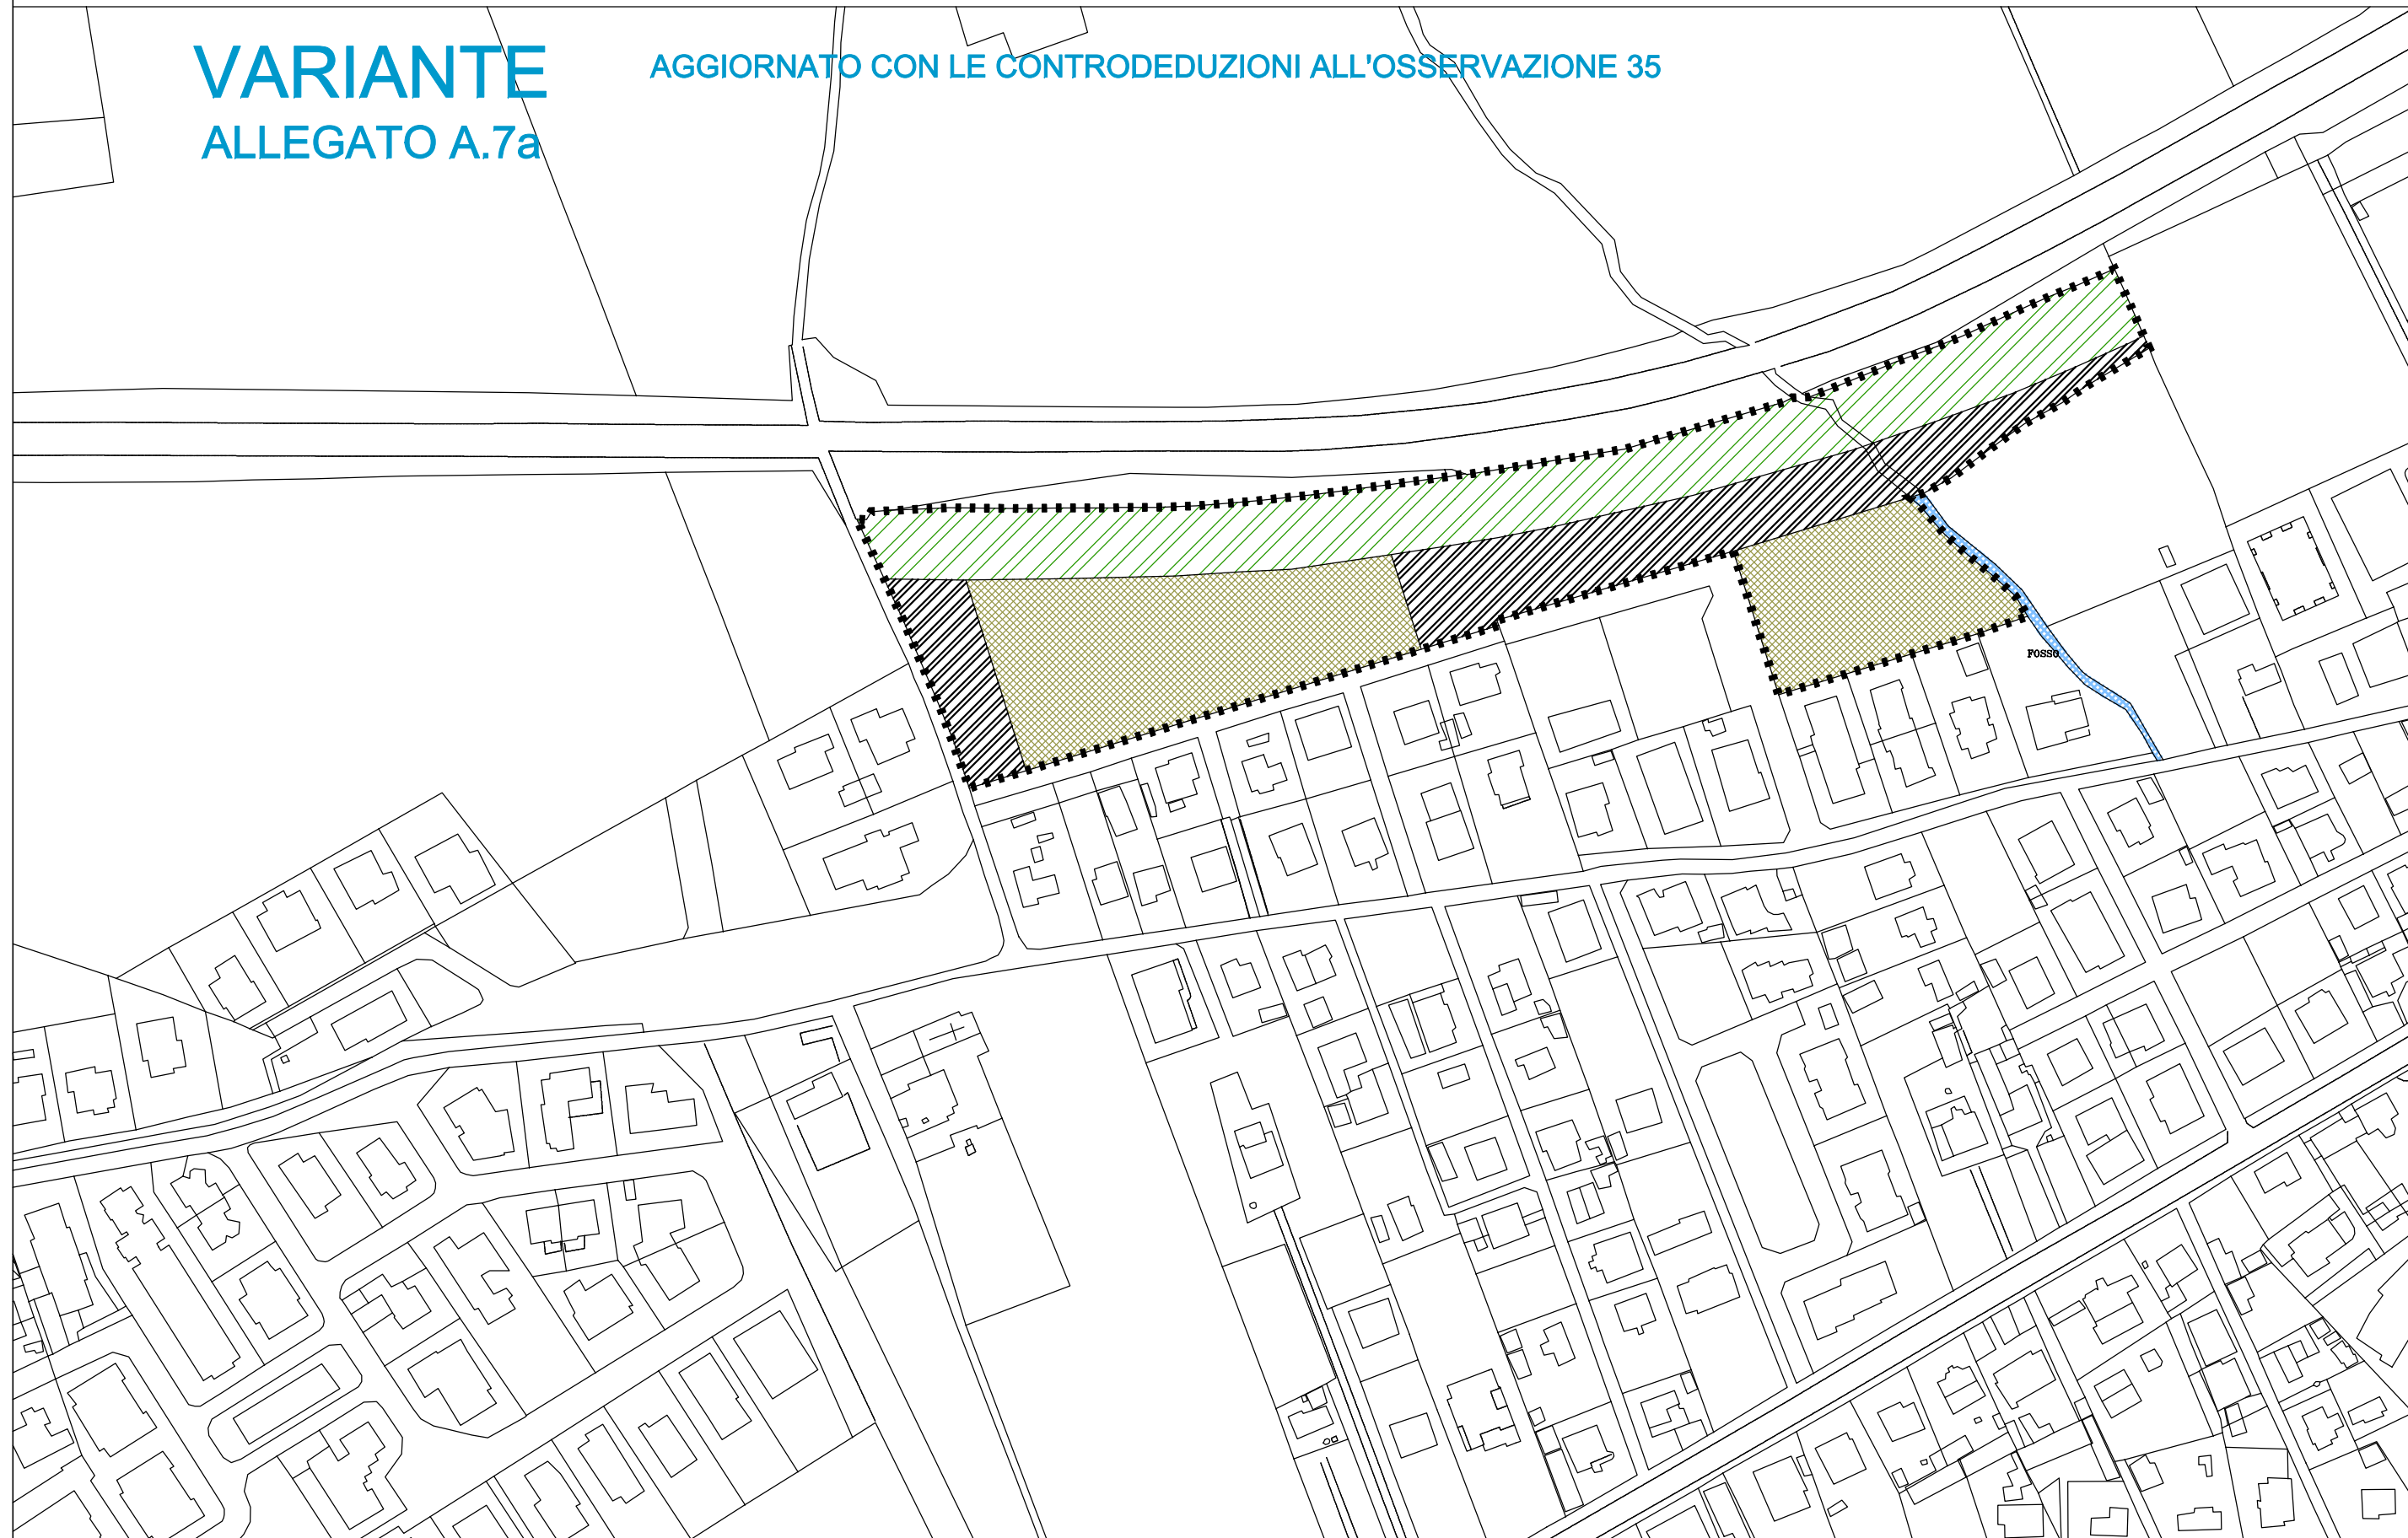 VARIANTE
AGGIORNATO CON LE CONTRODEDUZIONI ALL'OSSERVAZIONE 35
ALLEGATO A.7a
FOSSO